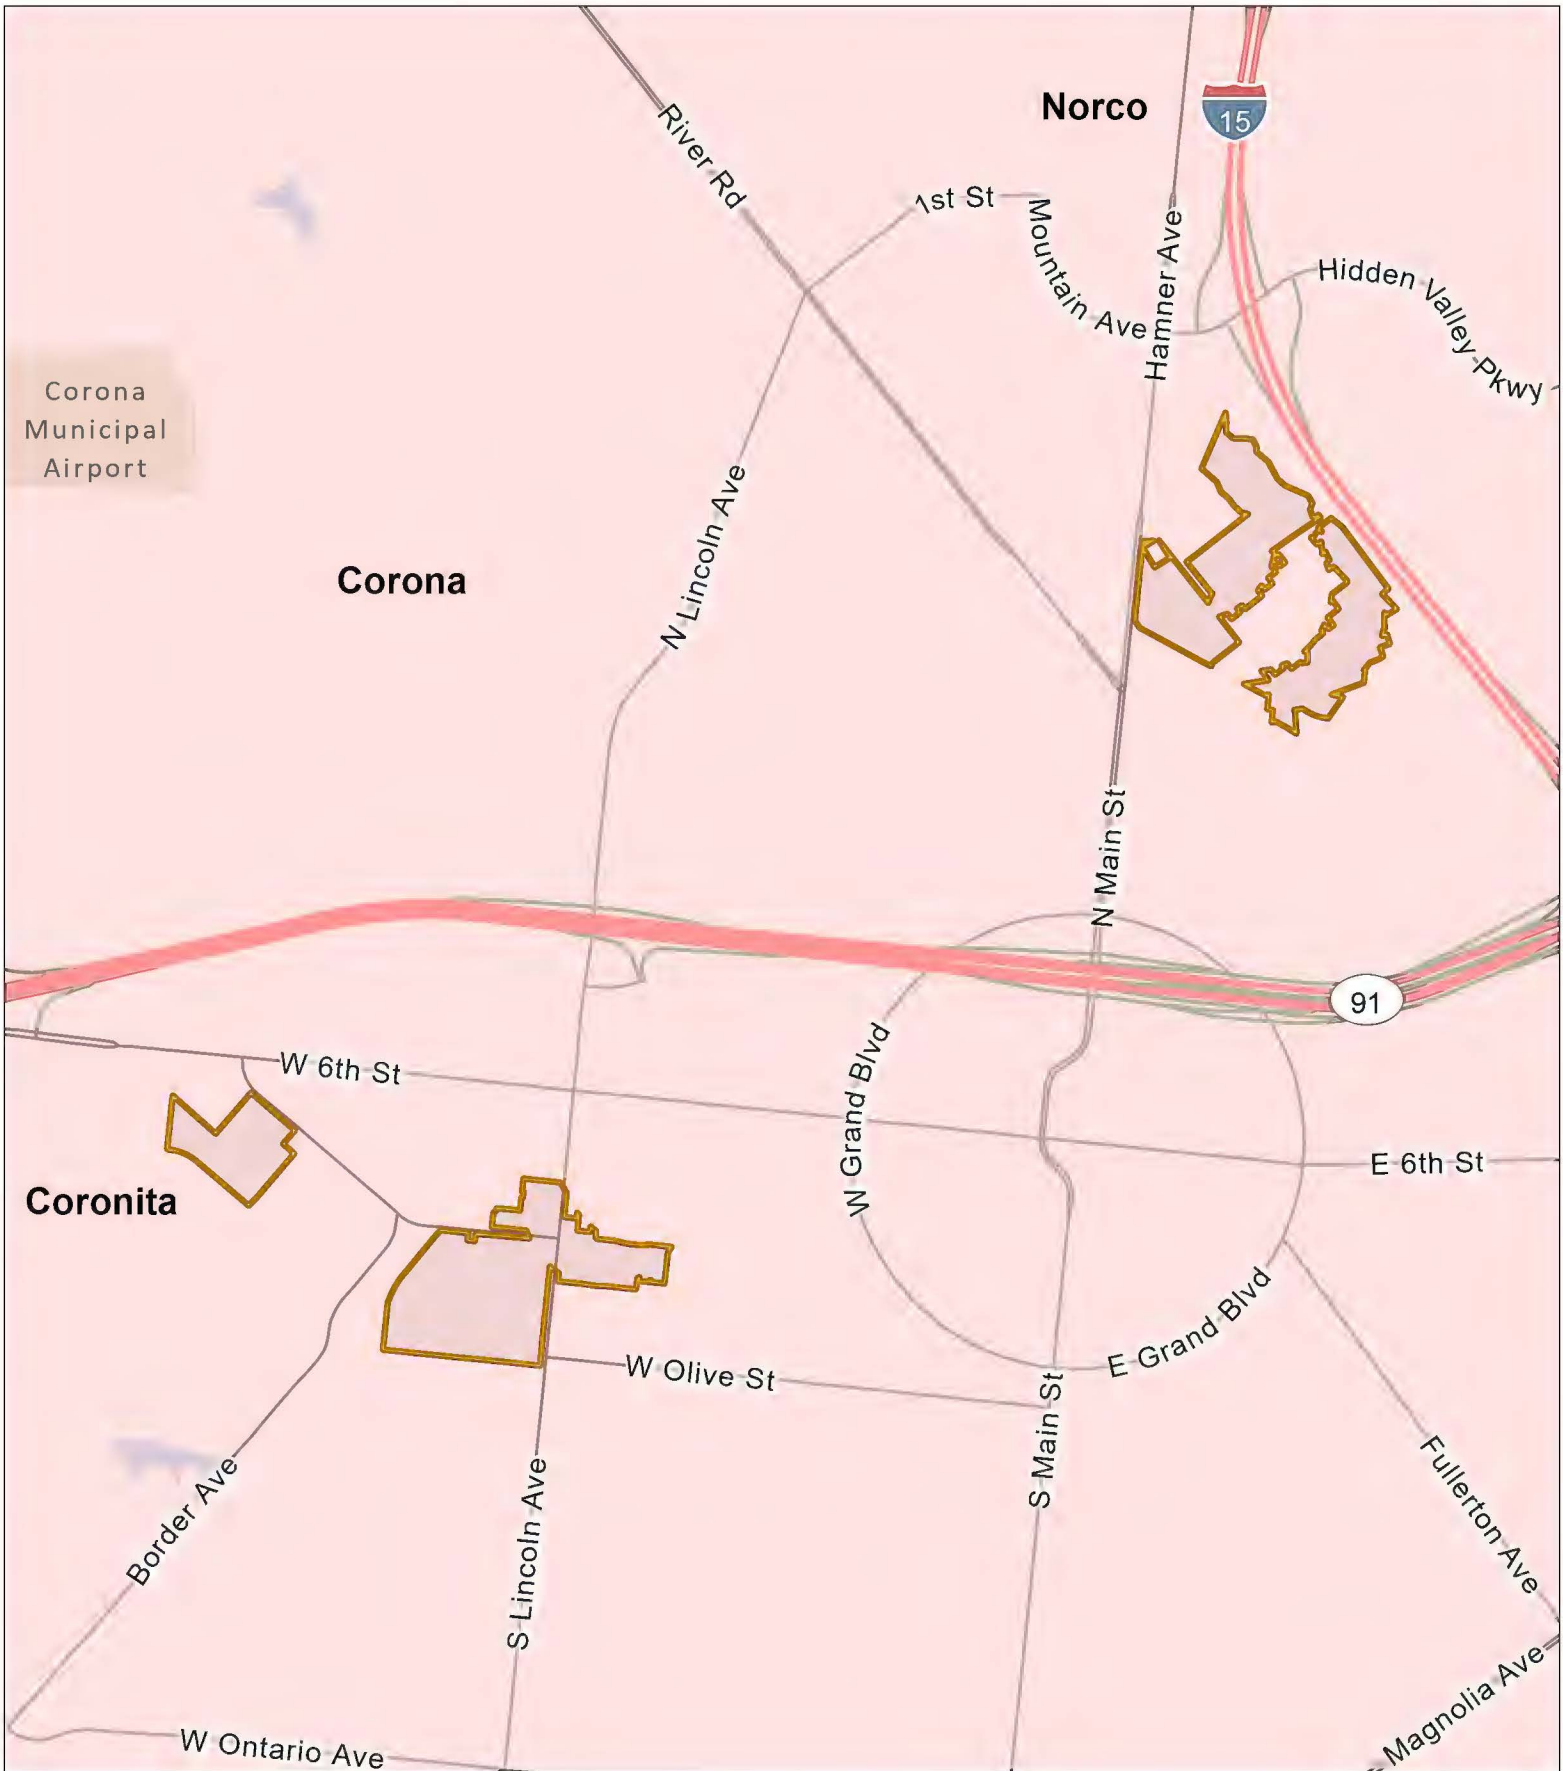 Norco
15
River Rd
1st St
Mountain Ave
Hamner Ave
Hidden Valley Pkwy
Corona
Municipal
Airport
N Lincoln Ave
Corona
N Main St
91
W 6th St
W Grand Blvd
E 6th St
Coronita
E Grand Blvd
W Olive St
S Main St
Fullerton Ave
Border Ave
S Lincoln Ave
Magnolia Ave
W Ontario Ave